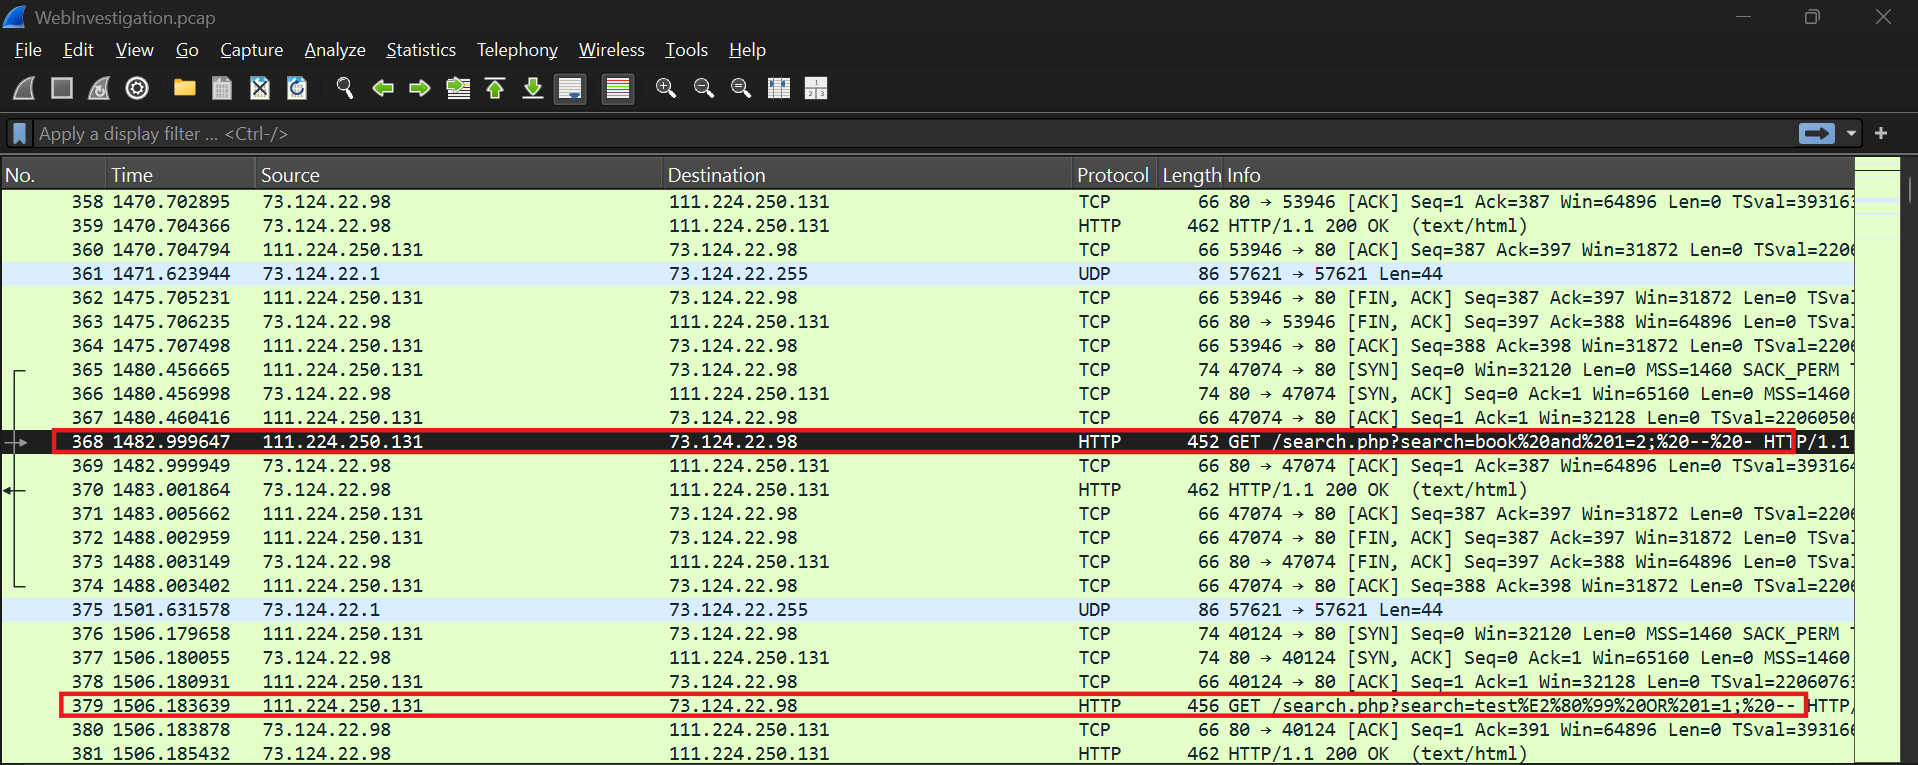 WebInvestigation.pcap
File Edit View Go Capture Analyze Statistics Telephony Wireless Tools Help
Apply a display filter ... <Ctrl-/>
No. Time Source Destination Protocol Length Info
358 1470.702895 73.124.22.98 111.224.250.131 TCP 66 80 → 53946 [ACK] Seq=1 Ack=387 Win=64896 Len=0 TSval=393163
359 1470.704366 73.124.22.98 111.224.250.131 HTTP 462 HTTP/1.1 200 OK (text/html)
360 1470.704794 111.224.250.131 73.124.22.98 TCP 66 53946 → 80 [ACK] Seq=387 Ack=397 Win=31872 Len=0 TSval=2206
361 1471.623944 73.124.22.1 73.124.22.255 UDP 86 57621 → 57621 Len=44
362 1475.705231 111.224.250.131 73.124.22.98 TCP 66 53946 → 80 [FIN, ACK] Seq=387 Ack=397 Win=31872 Len=0 TSval
363 1475.706235 73.124.22.98 111.224.250.131 TCP 66 80 → 53946 [FIN, ACK] Seq=397 Ack=388 Win=64896 Len=0 TSval
364 1475.707498 111.224.250.131 73.124.22.98 TCP 66 53946 → 80 [ACK] Seq=388 Ack=398 Win=31872 Len=0 TSval=2206
365 1480.456665 111.224.250.131 73.124.22.98 TCP 74 47074 → 80 [SYN] Seq=0 Win=32120 Len=0 MSS=1460 SACK_PERM
366 1480.456998 73.124.22.98 111.224.250.131 TCP 74 80 → 47074 [SYN, ACK] Seq=0 Ack=1 Win=65160 Len=0 MSS=1460
367 1480.460416 111.224.250.131 73.124.22.98 TCP 66 47074 → 80 [ACK] Seq=1 Ack=1 Win=32128 Len=0 TSval=22060506
368 1482.999647 111.224.250.131 73.124.22.98 HTTP 452 GET /search.php?search=book%20and%201=2;%20--%20- HTTP/1.1
369 1482.999949 73.124.22.98 111.224.250.131 TCP 66 80 → 47074 [ACK] Seq=1 Ack=387 Win=64896 Len=0 TSval=393164
370 1483.001864 73.124.22.98 111.224.250.131 HTTP 462 HTTP/1.1 200 OK (text/html)
371 1483.005662 111.224.250.131 73.124.22.98 TCP 66 47074 → 80 [ACK] Seq=387 Ack=397 Win=31872 Len=0 TSval=2206
372 1488.002959 111.224.250.131 73.124.22.98 TCP 66 47074 → 80 [FIN, ACK] Seq=387 Ack=397 Win=31872 Len=0 TSval
373 1488.003149 73.124.22.98 111.224.250.131 TCP 66 80 → 47074 [FIN, ACK] Seq=397 Ack=388 Win=64896 Len=0 TSval
374 1488.003402 111.224.250.131 73.124.22.98 TCP 66 47074 → 80 [ACK] Seq=388 Ack=398 Win=31872 Len=0 TSval=2206
375 1501.631578 73.124.22.1 73.124.22.255 UDP 86 57621 → 57621 Len=44
376 1506.179658 111.224.250.131 73.124.22.98 TCP 74 40124 → 80 [SYN] Seq=0 Win=32120 Len=0 MSS=1460 SACK_PERM
377 1506.180055 73.124.22.98 111.224.250.131 TCP 74 80 → 40124 [SYN, ACK] Seq=0 Ack=1 Win=65160 Len=0 MSS=1460
378 1506.180931 111.224.250.131 73.124.22.98 TCP 66 40124 → 80 [ACK] Seq=1 Ack=1 Win=32128 Len=0 TSval=22060763
379 1506.183639 111.224.250.131 73.124.22.98 HTTP 456 GET /search.php?search=test%E2%80%99%20OR%201=1;%20-- HTTP/
380 1506.183878 73.124.22.98 111.224.250.131 TCP 66 80 → 40124 [ACK] Seq=1 Ack=391 Win=64896 Len=0 TSval=393166
381 1506.185432 73.124.22.98 111.224.250.131 HTTP 462 HTTP/1.1 200 OK (text/html)